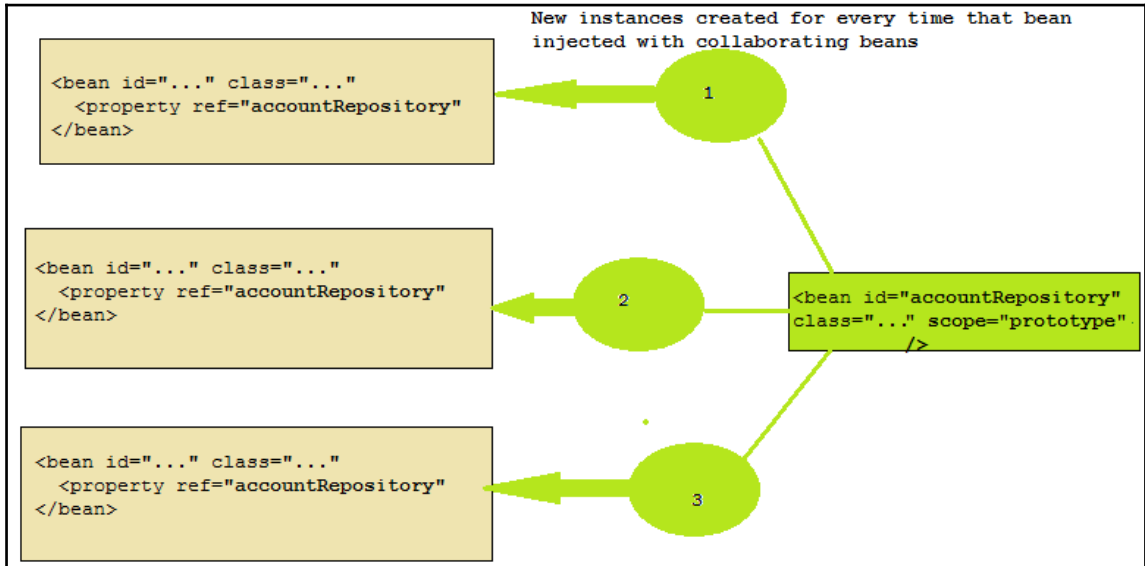 New instances created for every time that bean
injected with collaborating beans
<bean id="..." class="..."
<property ref="accountRepository"
</bean>
1
<bean id="..." class="..."
<property ref="accountRepository"
</bean>
2
<bean id="accountRepository"
class="..." scope="prototype"
/>
<bean id="..." class="..."
<property ref="accountRepository"
</bean>
3